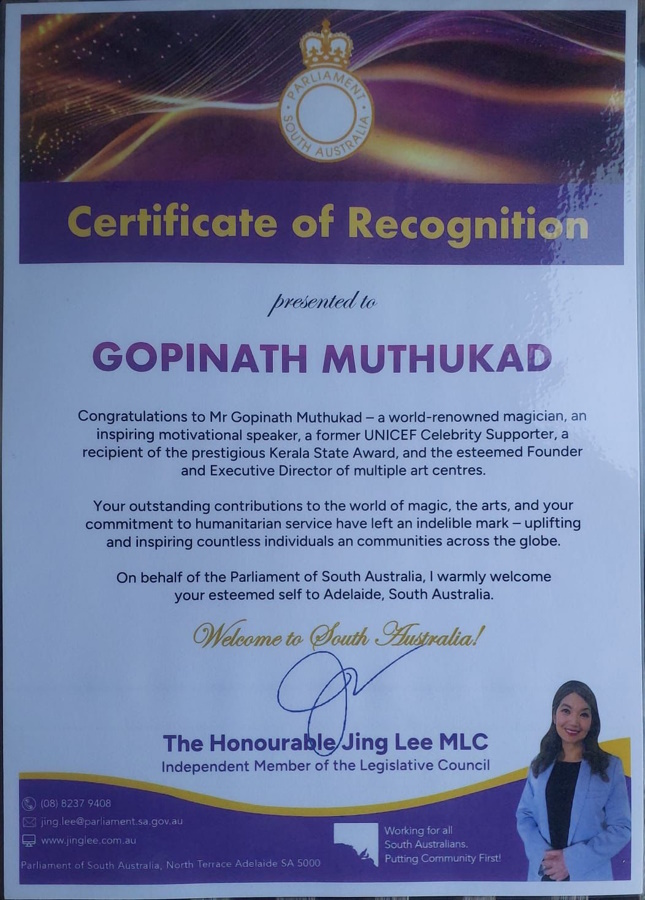 PARLIAMENT
SOUTH AUSTRALIA
Certificate of Recognition
presented to
GOPINATH MUTHUKAD
Congratulations to Mr Gopinath Muthukad – a world-renowned magician, an
inspiring motivational speaker, a former UNICEF Celebrity Supporter, a
recipient of the prestigious Kerala State Award, and the esteemed Founder
and Executive Director of multiple art centres.
Your outstanding contributions to the world of magic, the arts, and your
commitment to humanitarian service have left an indelible mark – uplifting
and inspiring countless individuals an communities across the globe.
On behalf of the Parliament of South Australia, I warmly welcome
your esteemed self to Adelaide, South Australia.
Welcome to South Australia!
The Honourable Jing Lee MLC
Independent Member of the Legislative Council
(08) 8237 9408
jing.lee@parliament.sa.gov.au
www.jinglee.com.au
Parliament of South Australia, North Terrace Adelaide SA 5000
Working for all
South Australians.
Putting Community First!